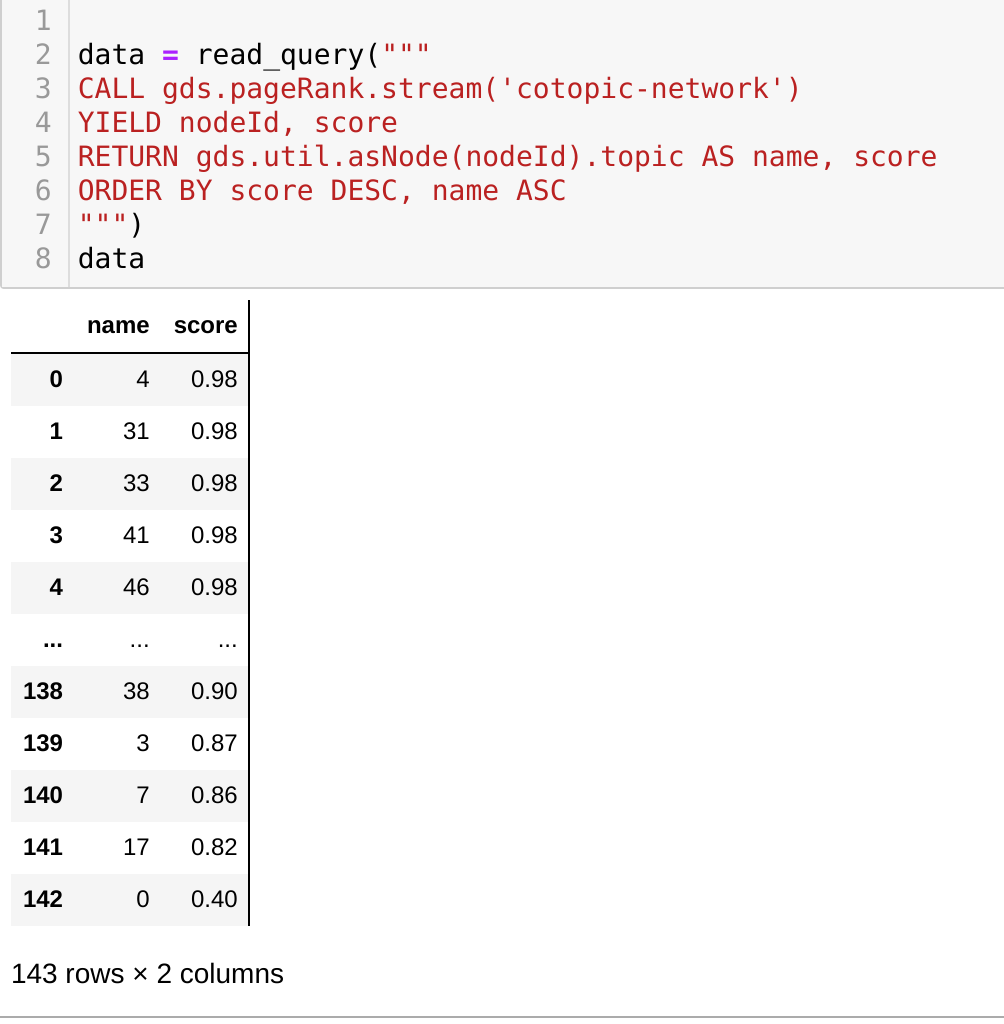 1
2 data = read_query("""
3 CALL gds.pageRank.stream('cotopic-network')
4 YIELD nodeId, score
5 RETURN gds.util.asNode(nodeId).topic AS name, score
6 ORDER BY score DESC, name ASC
7 """)
8 data
name score
0 4 0.98
1 31 0.98
2 33 0.98
3 41 0.98
4 46 0.98
... ... ...
138 38 0.90
139 3 0.87
140 7 0.86
141 17 0.82
142 0 0.40
143 rows × 2 columns